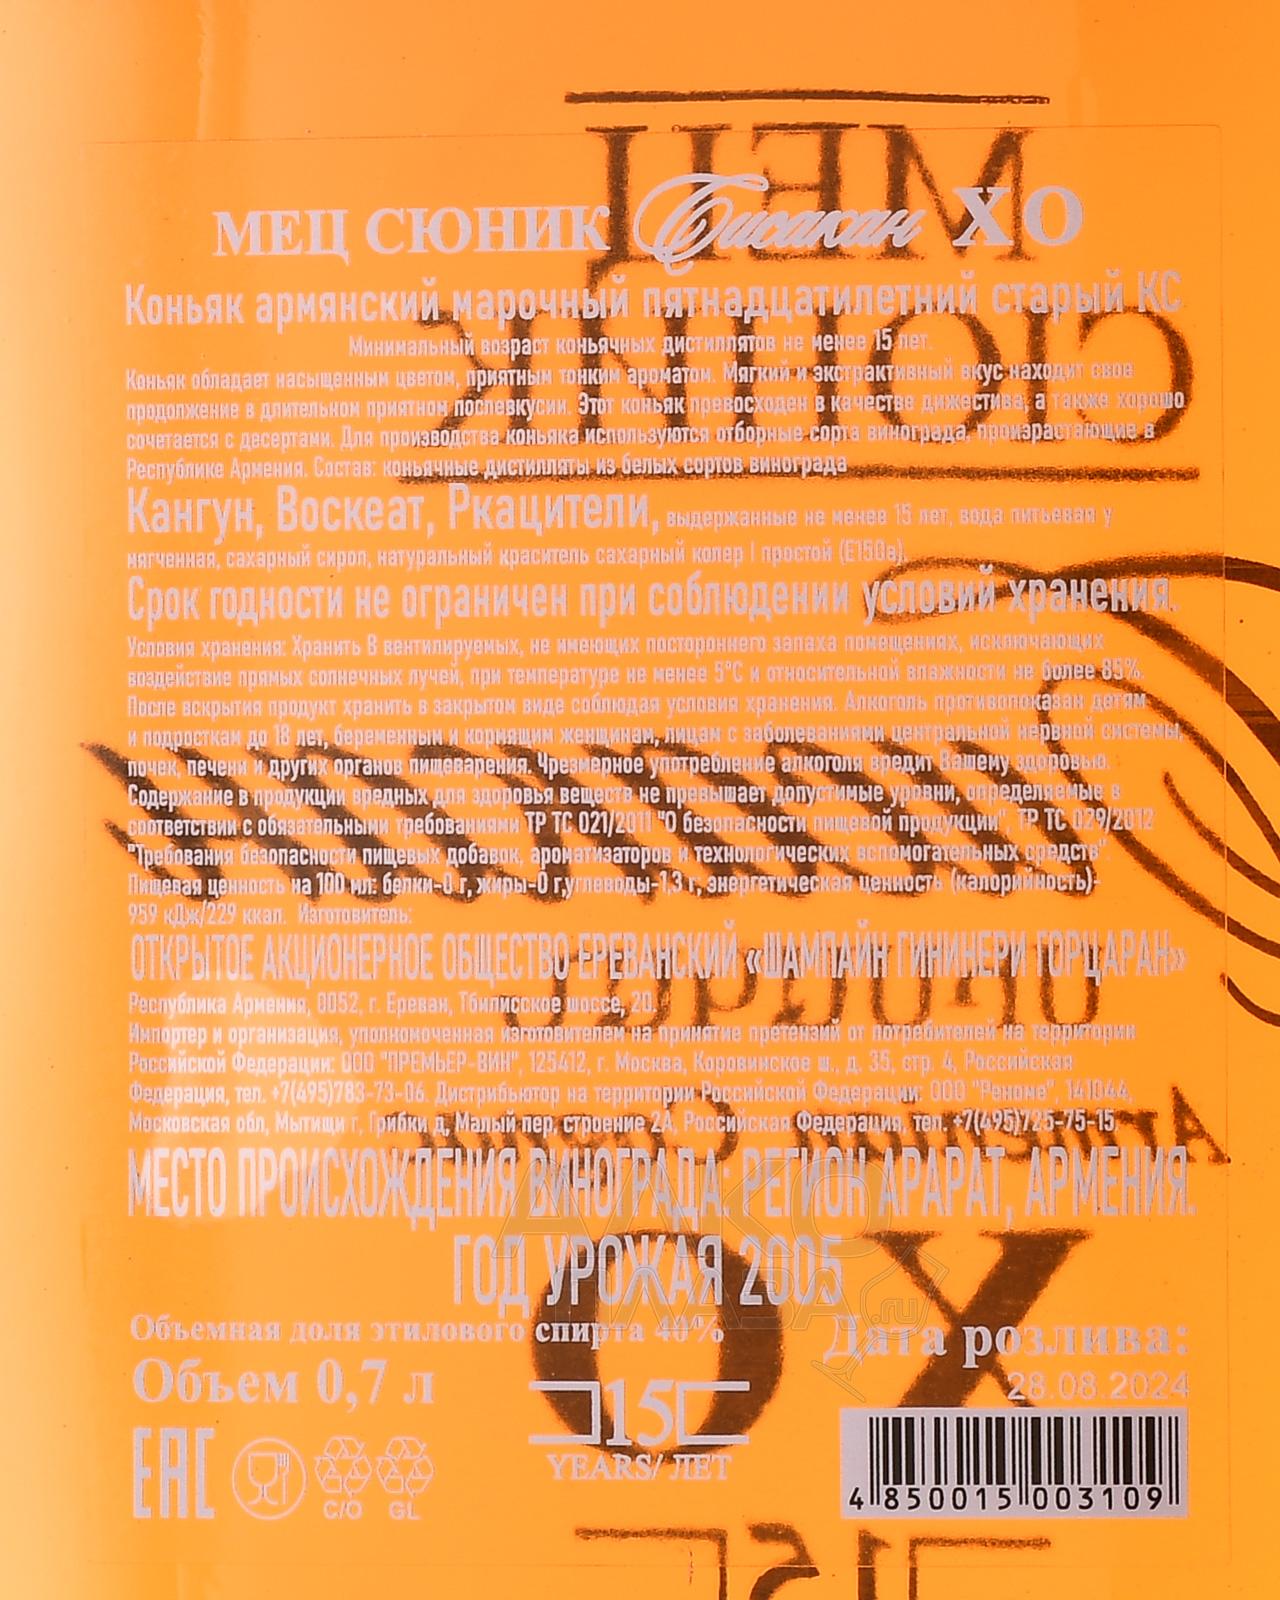 МЕЦ СЮНИК Сисакан XO
Коньяк армянский марочный пятнадцатилетний старый КС
Минимальный возраст коньячных дистиллятов не менее 15 лет.
Коньяк обладает насыщенным цветом, приятным тонким ароматом. Мягкий и экстрактивный вкус находит свое
продолжение в длительном приятном послевкусии. Этот коньяк превосходен в качестве дижестива, а также хорошо
сочетается с десертами. Для производства коньяка используются отборные сорта винограда, произрастающие в
Республике Армения. Состав: коньячные дистилляты из белых сортов винограда
Кангун, Воскеат, Ркацители, выдержанные не менее 15 лет, вода питьевая у
мягченная, сахарный сироп, натуральный краситель сахарный колер I простой (Е150а).
Срок годности не ограничен при соблюдении условий хранения.
Условия хранения: Хранить В вентилируемых, не имеющих постороннего запаха помещениях, исключающих
воздействие прямых солнечных лучей, при температуре не менее 5°С и относительной влажности не более 85%.
После вскрытия продукт хранить в закрытом виде соблюдая условия хранения. Алкоголь противопоказан детям
и подросткам до 18 лет, беременным и кормящим женщинам, лицам с заболеваниями центральной нервной системы,
почек, печени и других органов пищеварения. Чрезмерное употребление алкоголя вредит Вашему здоровью.
Содержание в продукции вредных для здоровья веществ не превышает допустимые уровни, определяемые в
соответствии с обязательными требованиями ТР ТС 021/2011 "О безопасности пищевой продукции", ТР ТС 029/2012
"Требования безопасности пищевых добавок, ароматизаторов и технологических вспомогательных средств".
Пищевая ценность на 100 мл: белки-0 г, жиры-0 г,углеводы-1,3 г, энергетическая ценность (калорийность)-
959 кДж/229 ккал. Изготовитель:
ОТКРЫТОЕ АКЦИОНЕРНОЕ ОБЩЕСТВО ЕРЕВАНСКИЙ «ШАМПАЙН ГИНИНЕРИ ГОРЦАРАН»
Республика Армения, 0052, г. Ереван, Тбилисское шоссе, 20.
Импортер и организация, уполномоченная изготовителем на принятие претензий от потребителей на территории
Российской Федерации: ООО "ПРЕМЬЕР-ВИН", 125412, г. Москва, Коровинское ш., д. 35, стр. 4, Российская
Федерация, тел. +7(495)783-73-06. Дистрибьютор на территории Российской Федерации: ООО "Реноме", 141044,
Московская обл, Мытищи г, Грибки д, Малый пер, строение 2А, Российская Федерация, тел. +7(495)725-75-15
МЕСТО ПРОИСХОЖДЕНИЯ ВИНОГРАДА: РЕГИОН АРАРАТ, АРМЕНИЯ.
ГОД УРОЖАЯ 2005
Объемная доля этилового спирта 40%
Объем 0,7 л
Дата розлива:
28.08.2024
15
YEARS/ ЛЕТ
EAC
C/O GL
4 850015 003109
МЕЦ
СЮНИК
XO
15
АЛКО
ПЛАЗА.ru